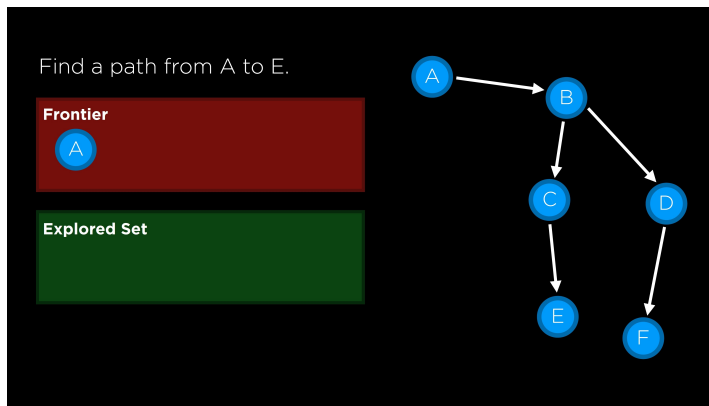 Find a path from A to E.
Frontier
A
Explored Set
A
B
C
D
E
F